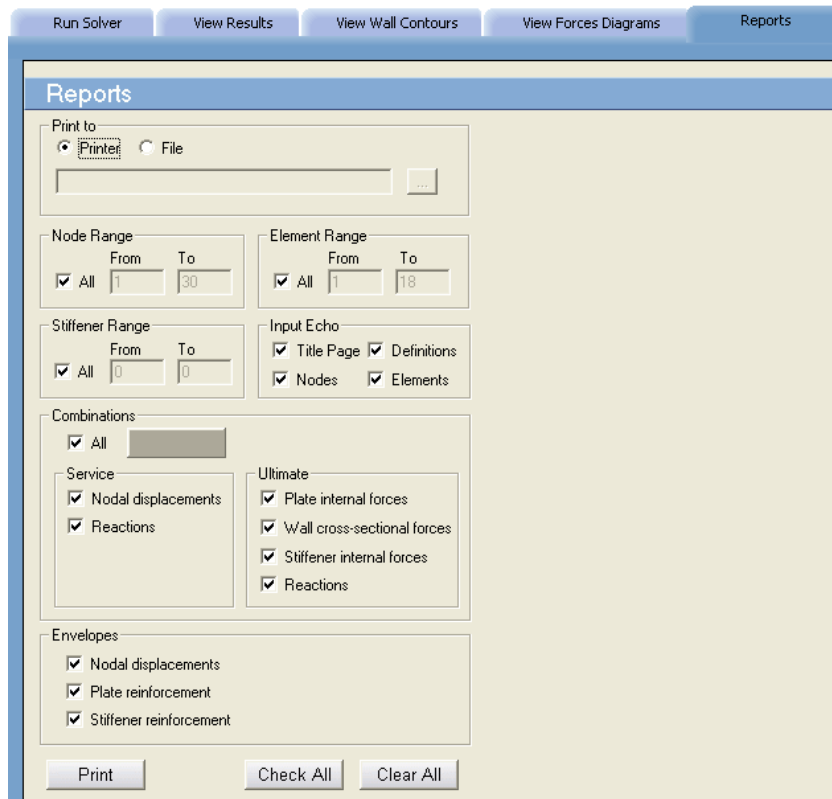 Run Solver View Results View Wall Contours View Forces Diagrams Reports
Reports
Print to
Printer File
...
Node Range
From To
All 1 30
Element Range
From To
All 1 18
Stiffener Range
From To
All 0 0
Input Echo
Title Page Definitions
Nodes Elements
Combinations
All
Service
Nodal displacements
Reactions
Ultimate
Plate internal forces
Wall cross-sectional forces
Stiffener internal forces
Reactions
Envelopes
Nodal displacements
Plate reinforcement
Stiffener reinforcement
Print Check All Clear All